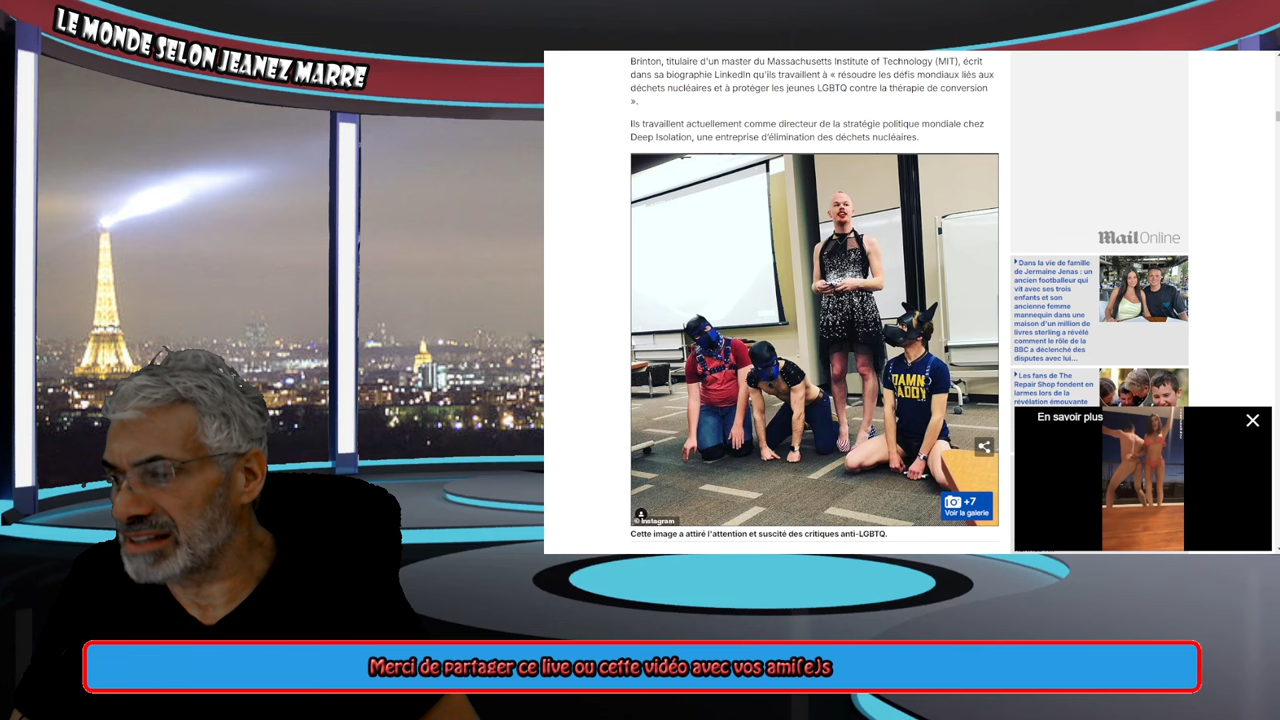 LE MONDE SELON JEANEZ MARRE
Brinton, titulaire d'un master du Massachusetts Institute of Technology (MIT), écrit
dans sa biographie LinkedIn qu'ils travaillent à « résoudre les défis mondiaux liés aux
déchets nucléaires et à protéger les jeunes LGBTQ contre la thérapie de conversion
».
Ils travaillent actuellement comme directeur de la stratégie politique mondiale chez
Deep Isolation, une entreprise d'élimination des déchets nucléaires.
DAMN
DADDY
+7
Voir la galerie
© Instagram
Cette image a attiré l'attention et suscité des critiques anti-LGBTQ.
MailOnline
Dans la vie de famille
de Jermaine Jenas : un
ancien footballeur qui
vit avec ses trois
enfants et son
ancienne femme
mannequin dans une
maison d'un million de
livres sterling a révélé
comment le rôle de la
BBC a déclenché des
disputes avec lui...
Les fans de The
Repair Shop fondent en
larmes lors de la
révélation émouvante
En savoir plus
Merci de partager ce live ou cette vidéo avec vos ami(e)s